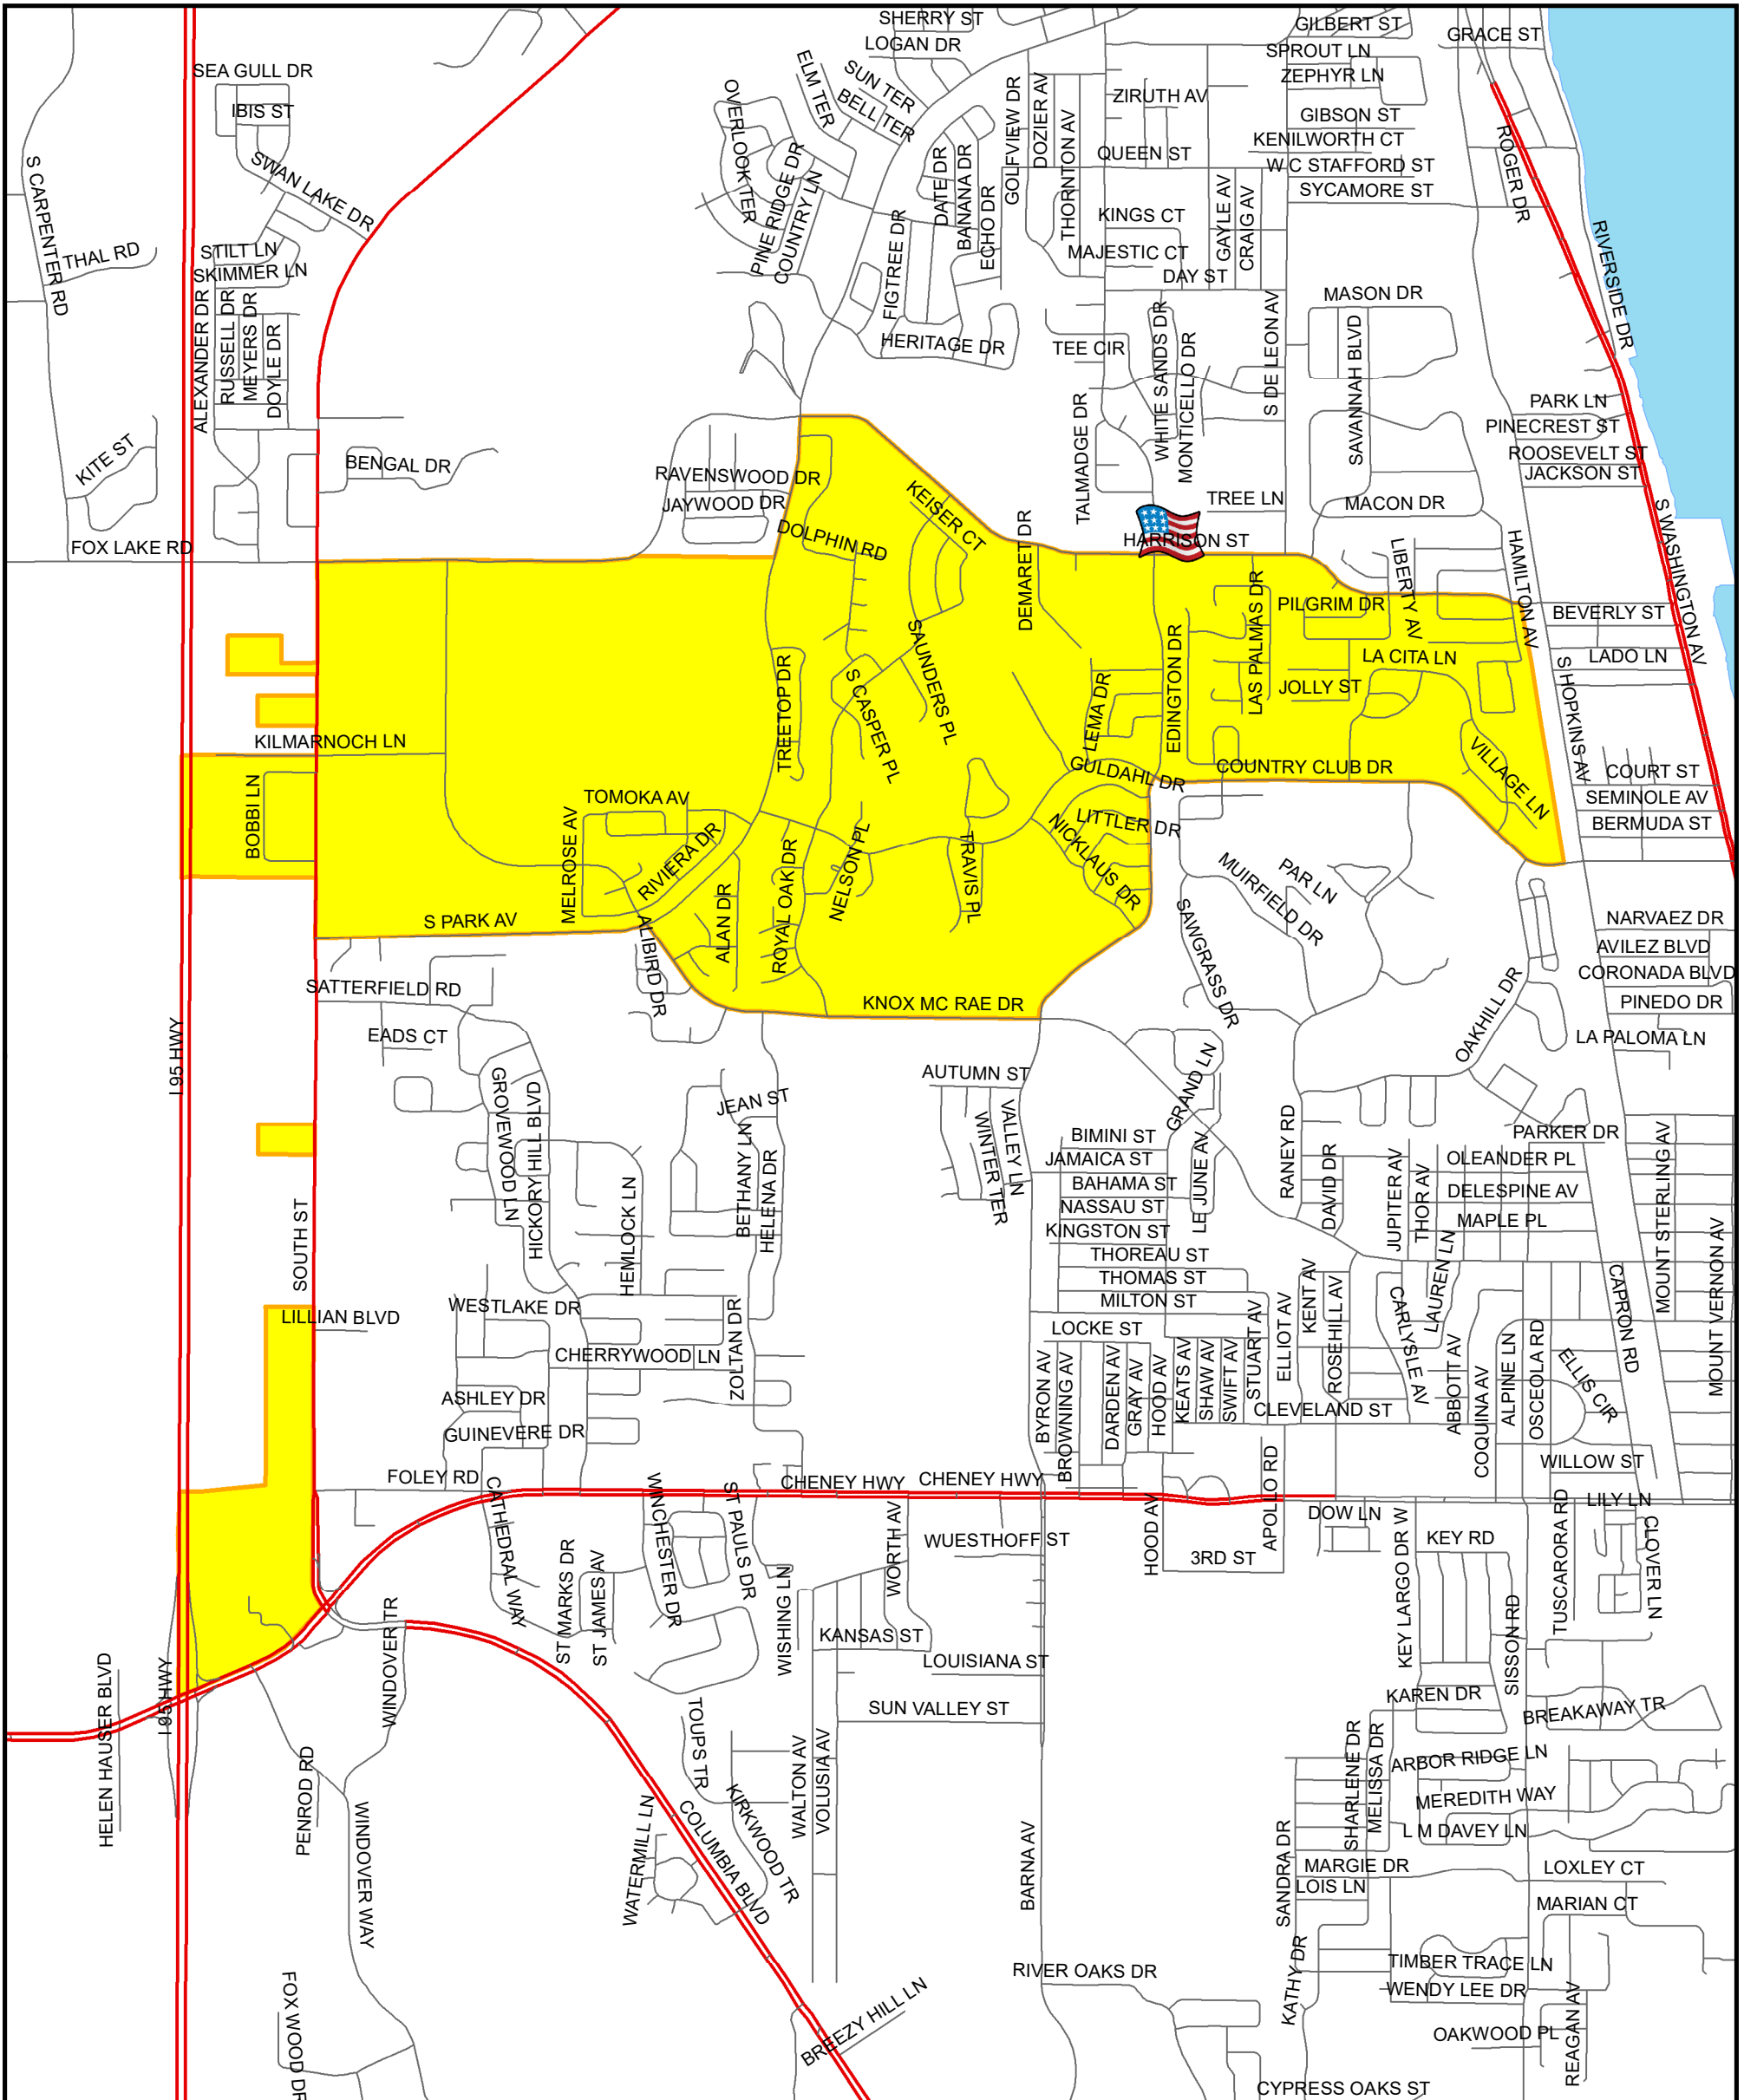 SHERRY ST
LOGAN DR
GILBERT ST
GRACE ST
SPROUT LN
ZEPHYR LN
SEA GULL DR
IBIS ST
SWAN LAKE DR
ELM TER
SUN TER
BELL TER
OVERLOOK TER
PINE RIDGE DR
COUNTRY LN
GOLFVIEW DR
DOZIER AV
THORNTON AV
ZIRUTH AV
GIBSON ST
KENILWORTH CT
QUEEN ST
W C STAFFORD ST
SYCAMORE ST
ROGER DR
S CARPENTER RD
THAL RD
STILT LN
SKIMMER LN
DATE DR
BANANA DR
ECHO DR
FIGTREE DR
KINGS CT
GAYLE AV
CRAIG AV
MAJESTIC CT
DAY ST
RIVERSIDE DR
ALEXANDER DR
RUSSELL DR
MEYERS DR
DOYLE DR
HERITAGE DR
TEE CIR
WHITE SANDS DR
MONTICELLO DR
S DE LEON AV
MASON DR
SAVANNAH BLVD
PARK LN
PINECREST ST
ROOSEVELT ST
JACKSON ST
KITE ST
BENGAL DR
RAVENSWOOD DR
JAYWOOD DR
KEISER CT
TALMADGE DR
TREE LN
MACON DR
FOX LAKE RD
DOLPHIN RD
DEMARET DR
HARRISON ST
LIBERTY AV
HAMILTON AV
S WASHINGTON AV
PILGRIM DR
LAS PALMAS DR
BEVERLY ST
LADO LN
LA CITA LN
JOLLY ST
SAUNDERS PL
S CASPER PL
TREETOP DR
EDINGTON DR
LEMA DR
S HOPKINS AV
KILMARNOCH LN
BOBBI LN
GULDAHL DR
COUNTRY CLUB DR
VILLAGE LN
COURT ST
SEMINOLE AV
BERMUDA ST
TOMOKA AV
MELROSE AV
RIVIERA DR
LITTLER DR
NICKLAUS DR
TRAVIS PL
NELSON PL
ROYAL OAK DR
ALAN DR
ALIBIRD DR
MUIRFIELD DR
PAR LN
SAWGRASS DR
NARVAEZ DR
AVILEZ BLVD
CORONADA BLVD
PINEDO DR
S PARK AV
SATTERFIELD RD
KNOX MC RAE DR
OAKHILL DR
LA PALOMA LN
EADS CT
I 95 HWY
GROVEWOOD LN
HICKORY HILL BLVD
JEAN ST
AUTUMN ST
VALLEY LN
WINTER TER
GRAND LN
BIMINI ST
JAMAICA ST
BAHAMA ST
NASSAU ST
KINGSTON ST
THOREAU ST
THOMAS ST
MILTON ST
LOCKE ST
LE JUNE AV
RANEY RD
DAVID DR
JUPITER AV
THOR AV
PARKER DR
OLEANDER PL
DELESPINE AV
MAPLE PL
MOUNT STERLING AV
MOUNT VERNON AV
CAPRON RD
SOUTH ST
HEMLOCK LN
BETHANY LN
HELENA DR
LILLIAN BLVD
WESTLAKE DR
CHERRYWOOD LN
ZOLTAN DR
ASHLEY DR
GUINEVERE DR
BYRON AV
BROWNING AV
DARDEN AV
GRAY AV
HOOD AV
KEATS AV
SHAW AV
SWIFT AV
STUART AV
ELLIOT AV
KENT AV
ROSEHILL AV
CARLYSLE AV
LAUREN LN
ABBOTT AV
COQUINA AV
ALPINE LN
OSCEOLA RD
ELLIS CIR
CLEVELAND ST
WILLOW ST
FOLEY RD
CHENEY HWY
CHENEY HWY
APOLLO RD
CATHEDRAL WAY
WINCHESTER DR
ST PAULS DR
ST MARKS DR
ST JAMES AV
WORTH AV
WUESTHOFF ST
HOOD AV
3RD ST
DOW LN
KEY LARGO DR W
KEY RD
SISSON RD
TUSCARORA RD
LILY LN
CLOVER LN
WINDOVER TR
WISHING LN
KANSAS ST
LOUISIANA ST
SUN VALLEY ST
HELEN HAUSER BLVD
I 95 HWY
PENROD RD
WINDOVER WAY
TOUPS TR
KIRKWOOD TR
WATERMILL LN
COLUMBIA BLVD
WALTON AV
VOLUSIA AV
BARNA AV
KAREN DR
BREAKAWAY TR
ARBOR RIDGE LN
MEREDITH WAY
L M DAVEY LN
SHARLENE DR
MELISSA DR
SANDRA DR
MARGIE DR
LOIS LN
LOXLEY CT
MARIAN CT
KATHY DR
TIMBER TRACE LN
WENDY LEE DR
RIVER OAKS DR
BREEZY HILL LN
FOX WOOD DR
OAKWOOD PL
REAGAN AV
CYPRESS OAKS ST